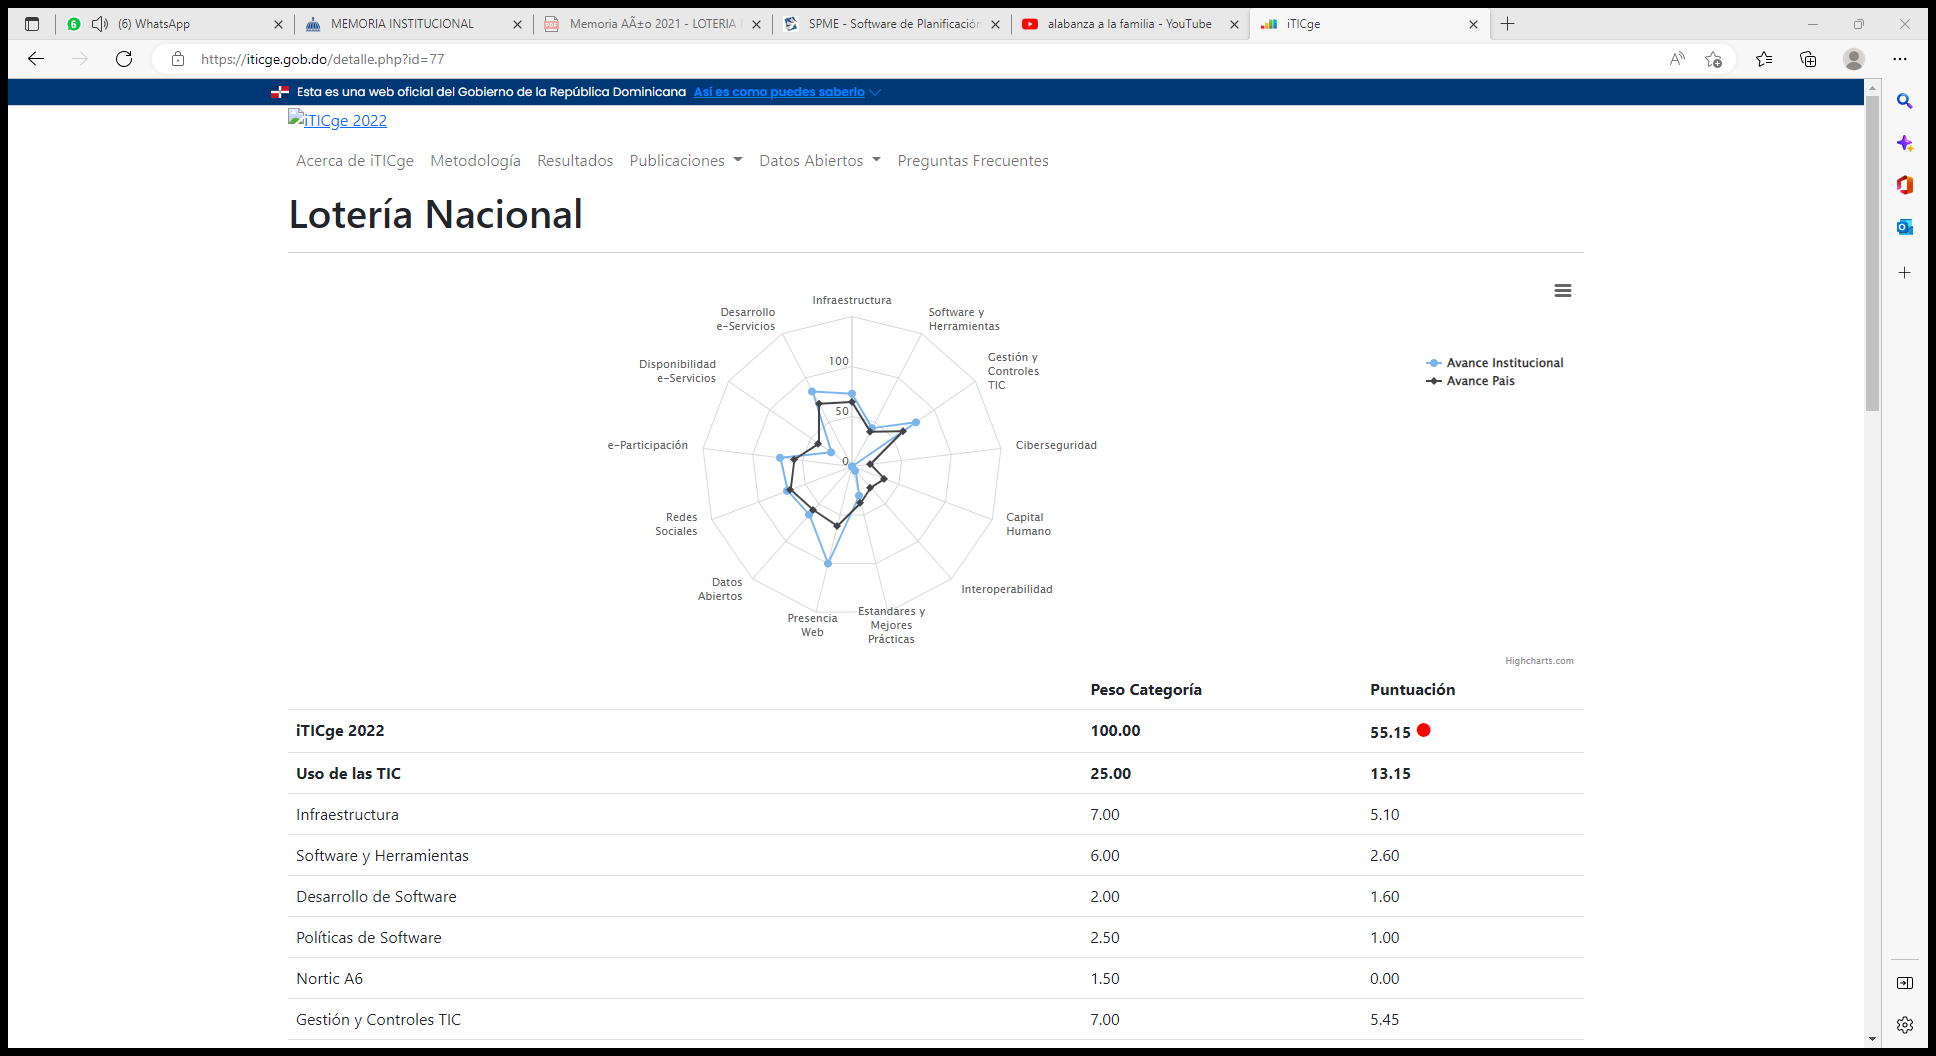 (6) WhatsApp
MEMORIA INSTITUCIONAL
Memoria AÃ±o 2021 - LOTERIA
SPME - Software de Planificación
alabanza a la familia - YouTube
iTICge
https://iticge.gob.do/detalle.php?id=77
Esta es una web oficial del Gobierno de la República Dominicana Así es como puedes saberlo
iTICge 2022
Acerca de iTICge Metodología Resultados Publicaciones Datos Abiertos Preguntas Frecuentes
Lotería Nacional
Infraestructura
Software y
Herramientas
Gestión y
Controles
TIC
Ciberseguridad
Capital
Humano
Interoperabilidad
Estandares y
Mejores
Prácticas
Presencia
Web
Datos
Abiertos
Redes
Sociales
e-Participación
Disponibilidad
e-Servicios
Desarrollo
e-Servicios
100
50
0
Avance Institucional
Avance Pais
Highcharts.com
Peso Categoría Puntuación
iTICge 2022 100.00 55.15
Uso de las TIC 25.00 13.15
Infraestructura 7.00 5.10
Software y Herramientas 6.00 2.60
Desarrollo de Software 2.00 1.60
Políticas de Software 2.50 1.00
Nortic A6 1.50 0.00
Gestión y Controles TIC 7.00 5.45